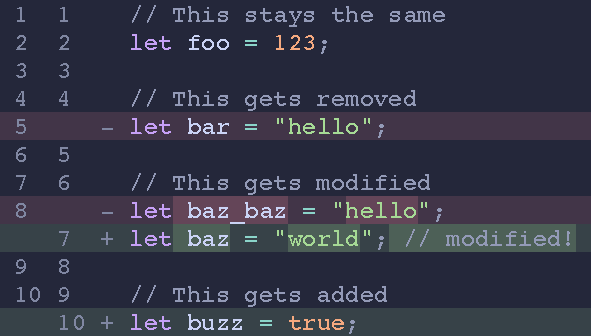 1 1 // This stays the same
2 2 let foo = 123;
3 3
4 4 // This gets removed
5 - let bar = "hello";
6 5
7 6 // This gets modified
8 - let baz_baz = "hello";
7 + let baz = "world"; // modified!
9 8
10 9 // This gets added
10 + let buzz = true;